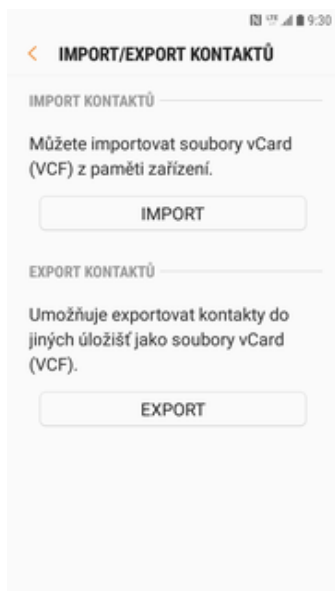 LTE 9:30
IMPORT/EXPORT KONTAKTŮ
IMPORT KONTAKTŮ
Můžete importovat soubory vCard
(VCF) z paměti zařízení.
IMPORT
EXPORT KONTAKTŮ
Umožňuje exportovat kontakty do
jiných úložišť jako soubory vCard
(VCF).
EXPORT